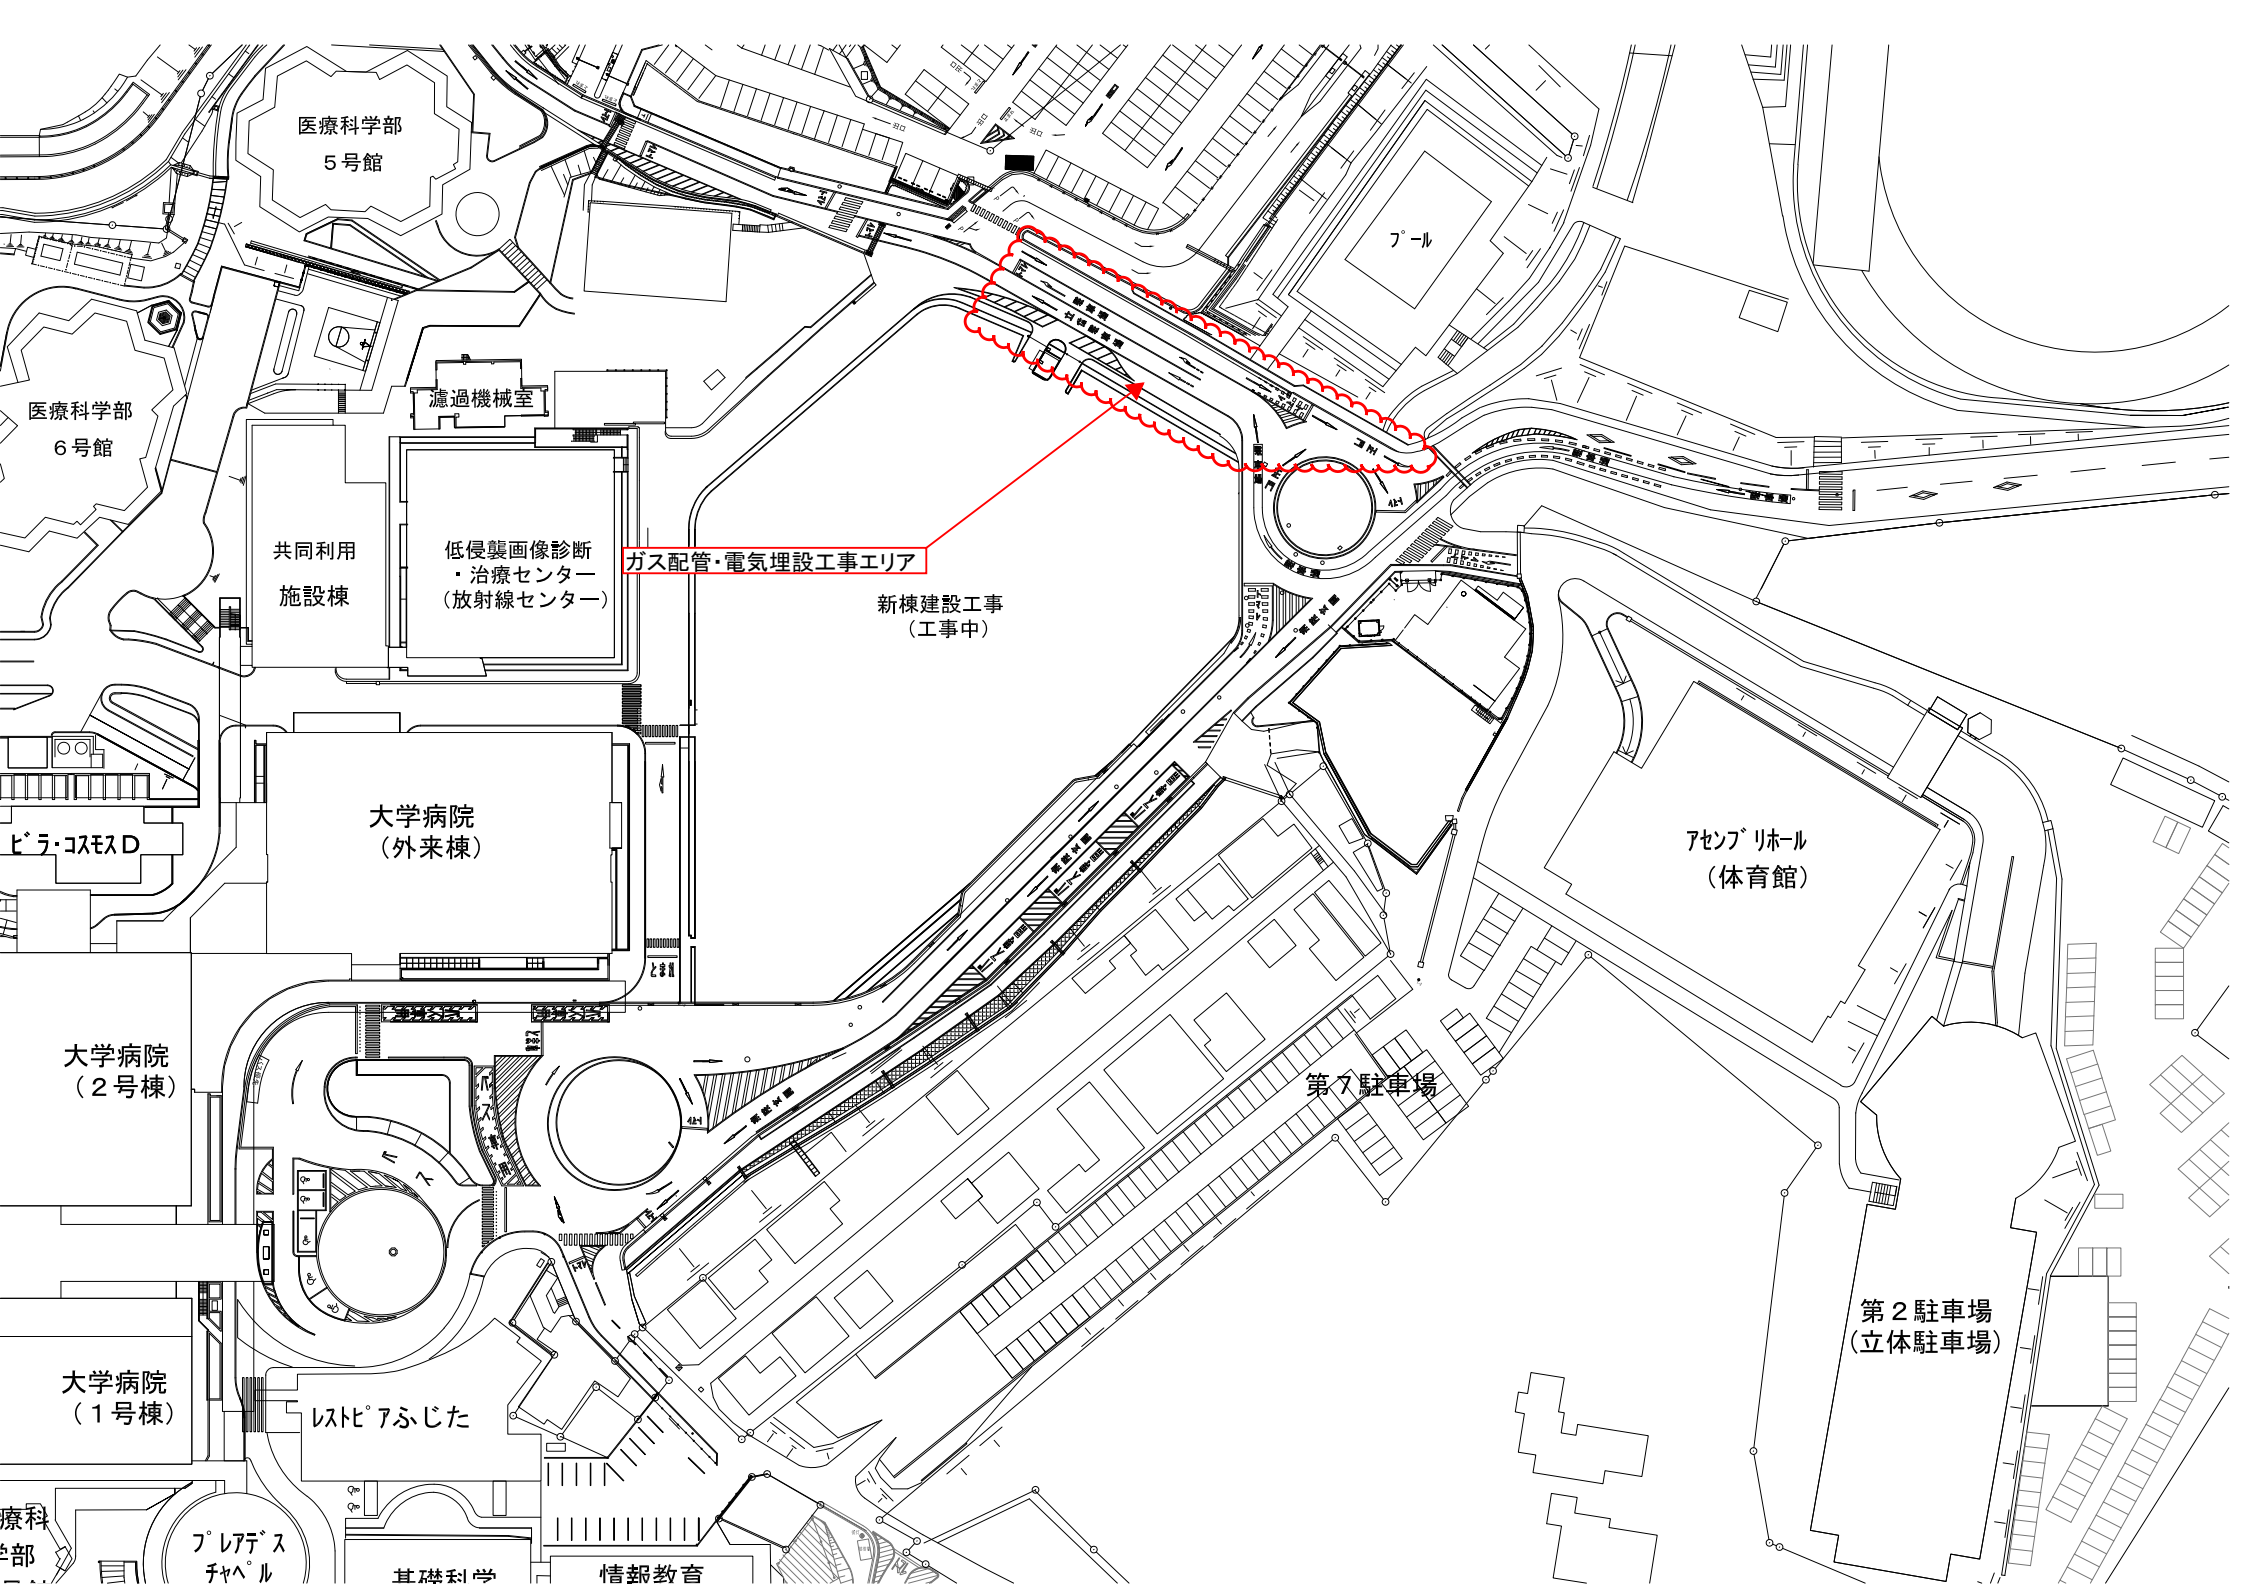 医療科学部
5号館
プール
医療科学部
6号館
濾過機械室
共同利用
施設棟
低侵襲画像診断
・治療センター
（放射線センター）
ガス配管・電気埋設工事エリア
新棟建設工事
（工事中）
ビラ・コスモスD
大学病院
（外来棟）
アセンブリホール
（体育館）
大学病院
（2号棟）
バス
第7駐車場
第2駐車場
（立体駐車場）
大学病院
（1号棟）
レストピアふじた
療科
学部
プレアデス
チャペル
基礎科学
情報教育